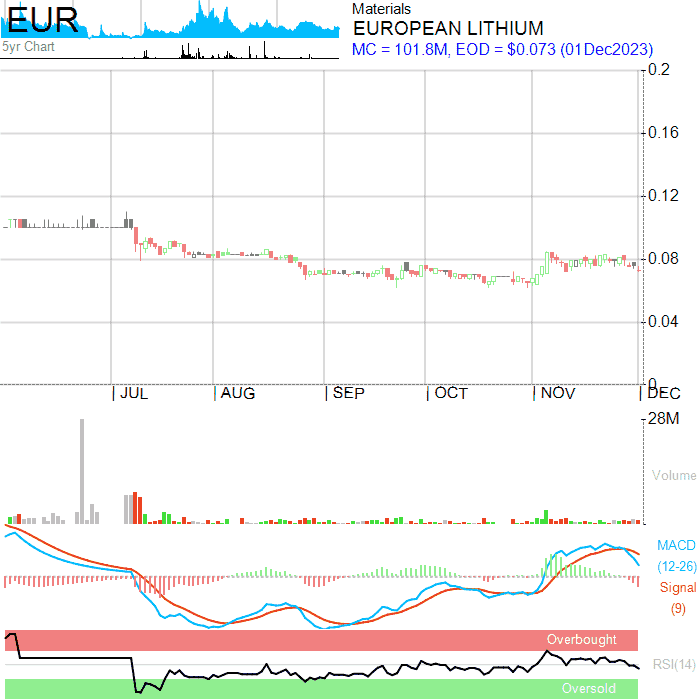 EUR
5yr Chart
Materials
EUROPEAN LITHIUM
MC = 101.8M, EOD = $0.073 (01Dec2023)
0.2
0.16
0.12
0.08
0.04
0
JUL AUG SEP OCT NOV DEC
28M
Volume
MACD
(12-26)
Signal
(9)
Overbought
RSI(14)
Oversold